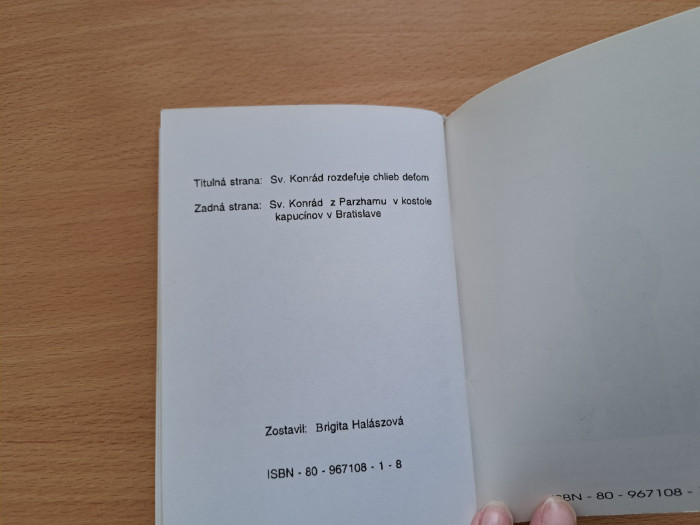 Titulná strana: Sv. Konrád rozdeľuje chlieb deťom
Zadná strana: Sv. Konrád z Parzhamu v kostole
kapucínov v Bratislave
Zostavil: Brigita Halászová
ISBN - 80 - 967108 - 1 - 8
ISBN - 80 - 967108 -